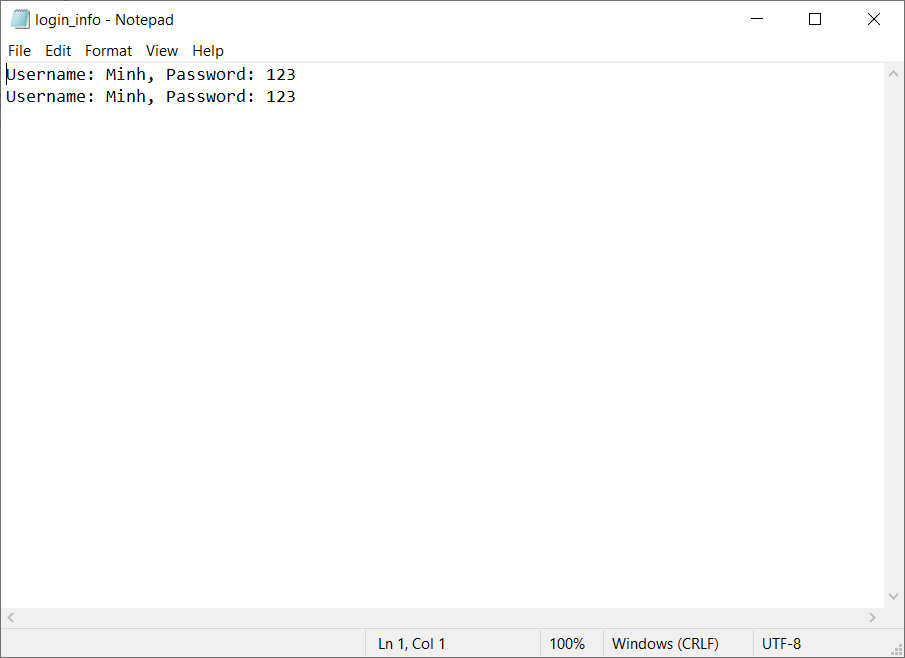 login_info - Notepad
File Edit Format View Help
Username: Minh, Password: 123
Username: Minh, Password: 123
Ln 1, Col 1 100% Windows (CRLF) UTF-8